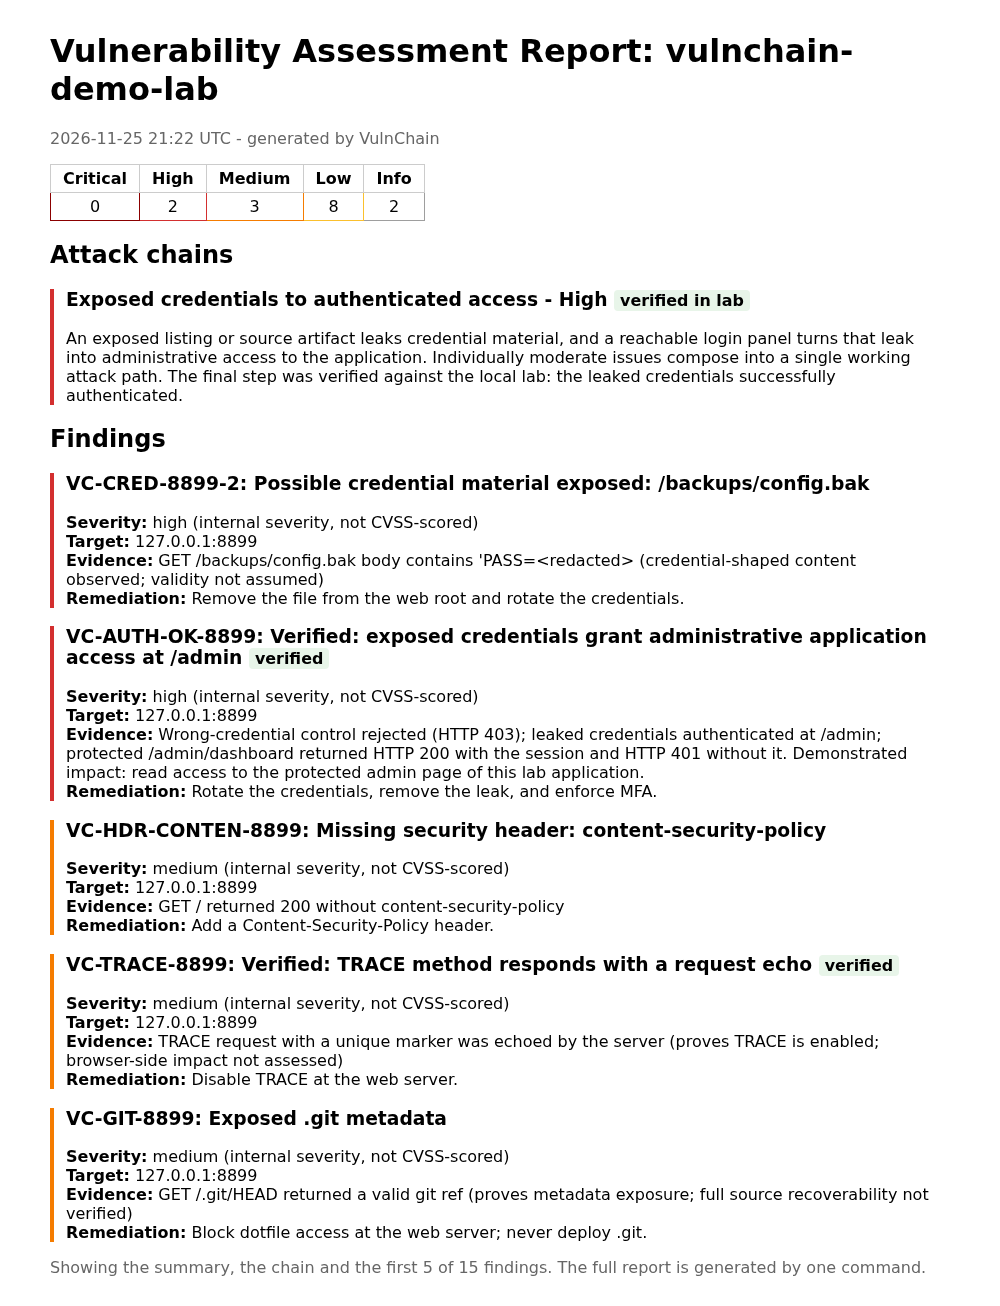 Vulnerability Assessment Report: vulnchain-
demo-lab
2026-11-25 21:22 UTC - generated by VulnChain
Critical High Medium Low Info
0 2 3 8 2
Attack chains
Exposed credentials to authenticated access - High verified in lab
An exposed listing or source artifact leaks credential material, and a reachable login panel turns that leak
into administrative access to the application. Individually moderate issues compose into a single working
attack path. The final step was verified against the local lab: the leaked credentials successfully
authenticated.
Findings
VC-CRED-8899-2: Possible credential material exposed: /backups/config.bak
Severity: high (internal severity, not CVSS-scored)
Target: 127.0.0.1:8899
Evidence: GET /backups/config.bak body contains 'PASS=<redacted> (credential-shaped content
observed; validity not assumed)
Remediation: Remove the file from the web root and rotate the credentials.
VC-AUTH-OK-8899: Verified: exposed credentials grant administrative application
access at /admin verified
Severity: high (internal severity, not CVSS-scored)
Target: 127.0.0.1:8899
Evidence: Wrong-credential control rejected (HTTP 403); leaked credentials authenticated at /admin;
protected /admin/dashboard returned HTTP 200 with the session and HTTP 401 without it. Demonstrated
impact: read access to the protected admin page of this lab application.
Remediation: Rotate the credentials, remove the leak, and enforce MFA.
VC-HDR-CONTEN-8899: Missing security header: content-security-policy
Severity: medium (internal severity, not CVSS-scored)
Target: 127.0.0.1:8899
Evidence: GET / returned 200 without content-security-policy
Remediation: Add a Content-Security-Policy header.
VC-TRACE-8899: Verified: TRACE method responds with a request echo verified
Severity: medium (internal severity, not CVSS-scored)
Target: 127.0.0.1:8899
Evidence: TRACE request with a unique marker was echoed by the server (proves TRACE is enabled;
browser-side impact not assessed)
Remediation: Disable TRACE at the web server.
VC-GIT-8899: Exposed .git metadata
Severity: medium (internal severity, not CVSS-scored)
Target: 127.0.0.1:8899
Evidence: GET /.git/HEAD returned a valid git ref (proves metadata exposure; full source recoverability not
verified)
Remediation: Block dotfile access at the web server; never deploy .git.
Showing the summary, the chain and the first 5 of 15 findings. The full report is generated by one command.